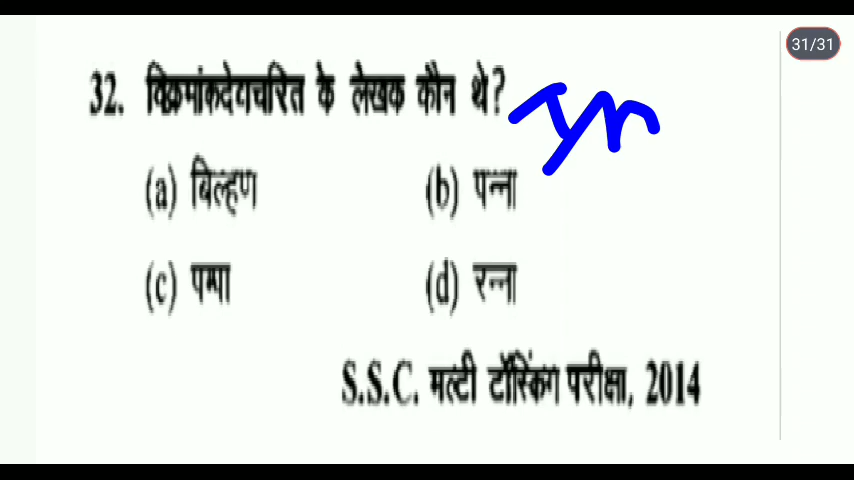 31/31
32. विक्रमांकदेवचरित के लेखक कौन थे?
(a) बिल्हण (b) पन्ना
(c) पम्पा (d) रन्ना
S.S.C. मल्टी टॉस्किंग परीक्षा, 2014